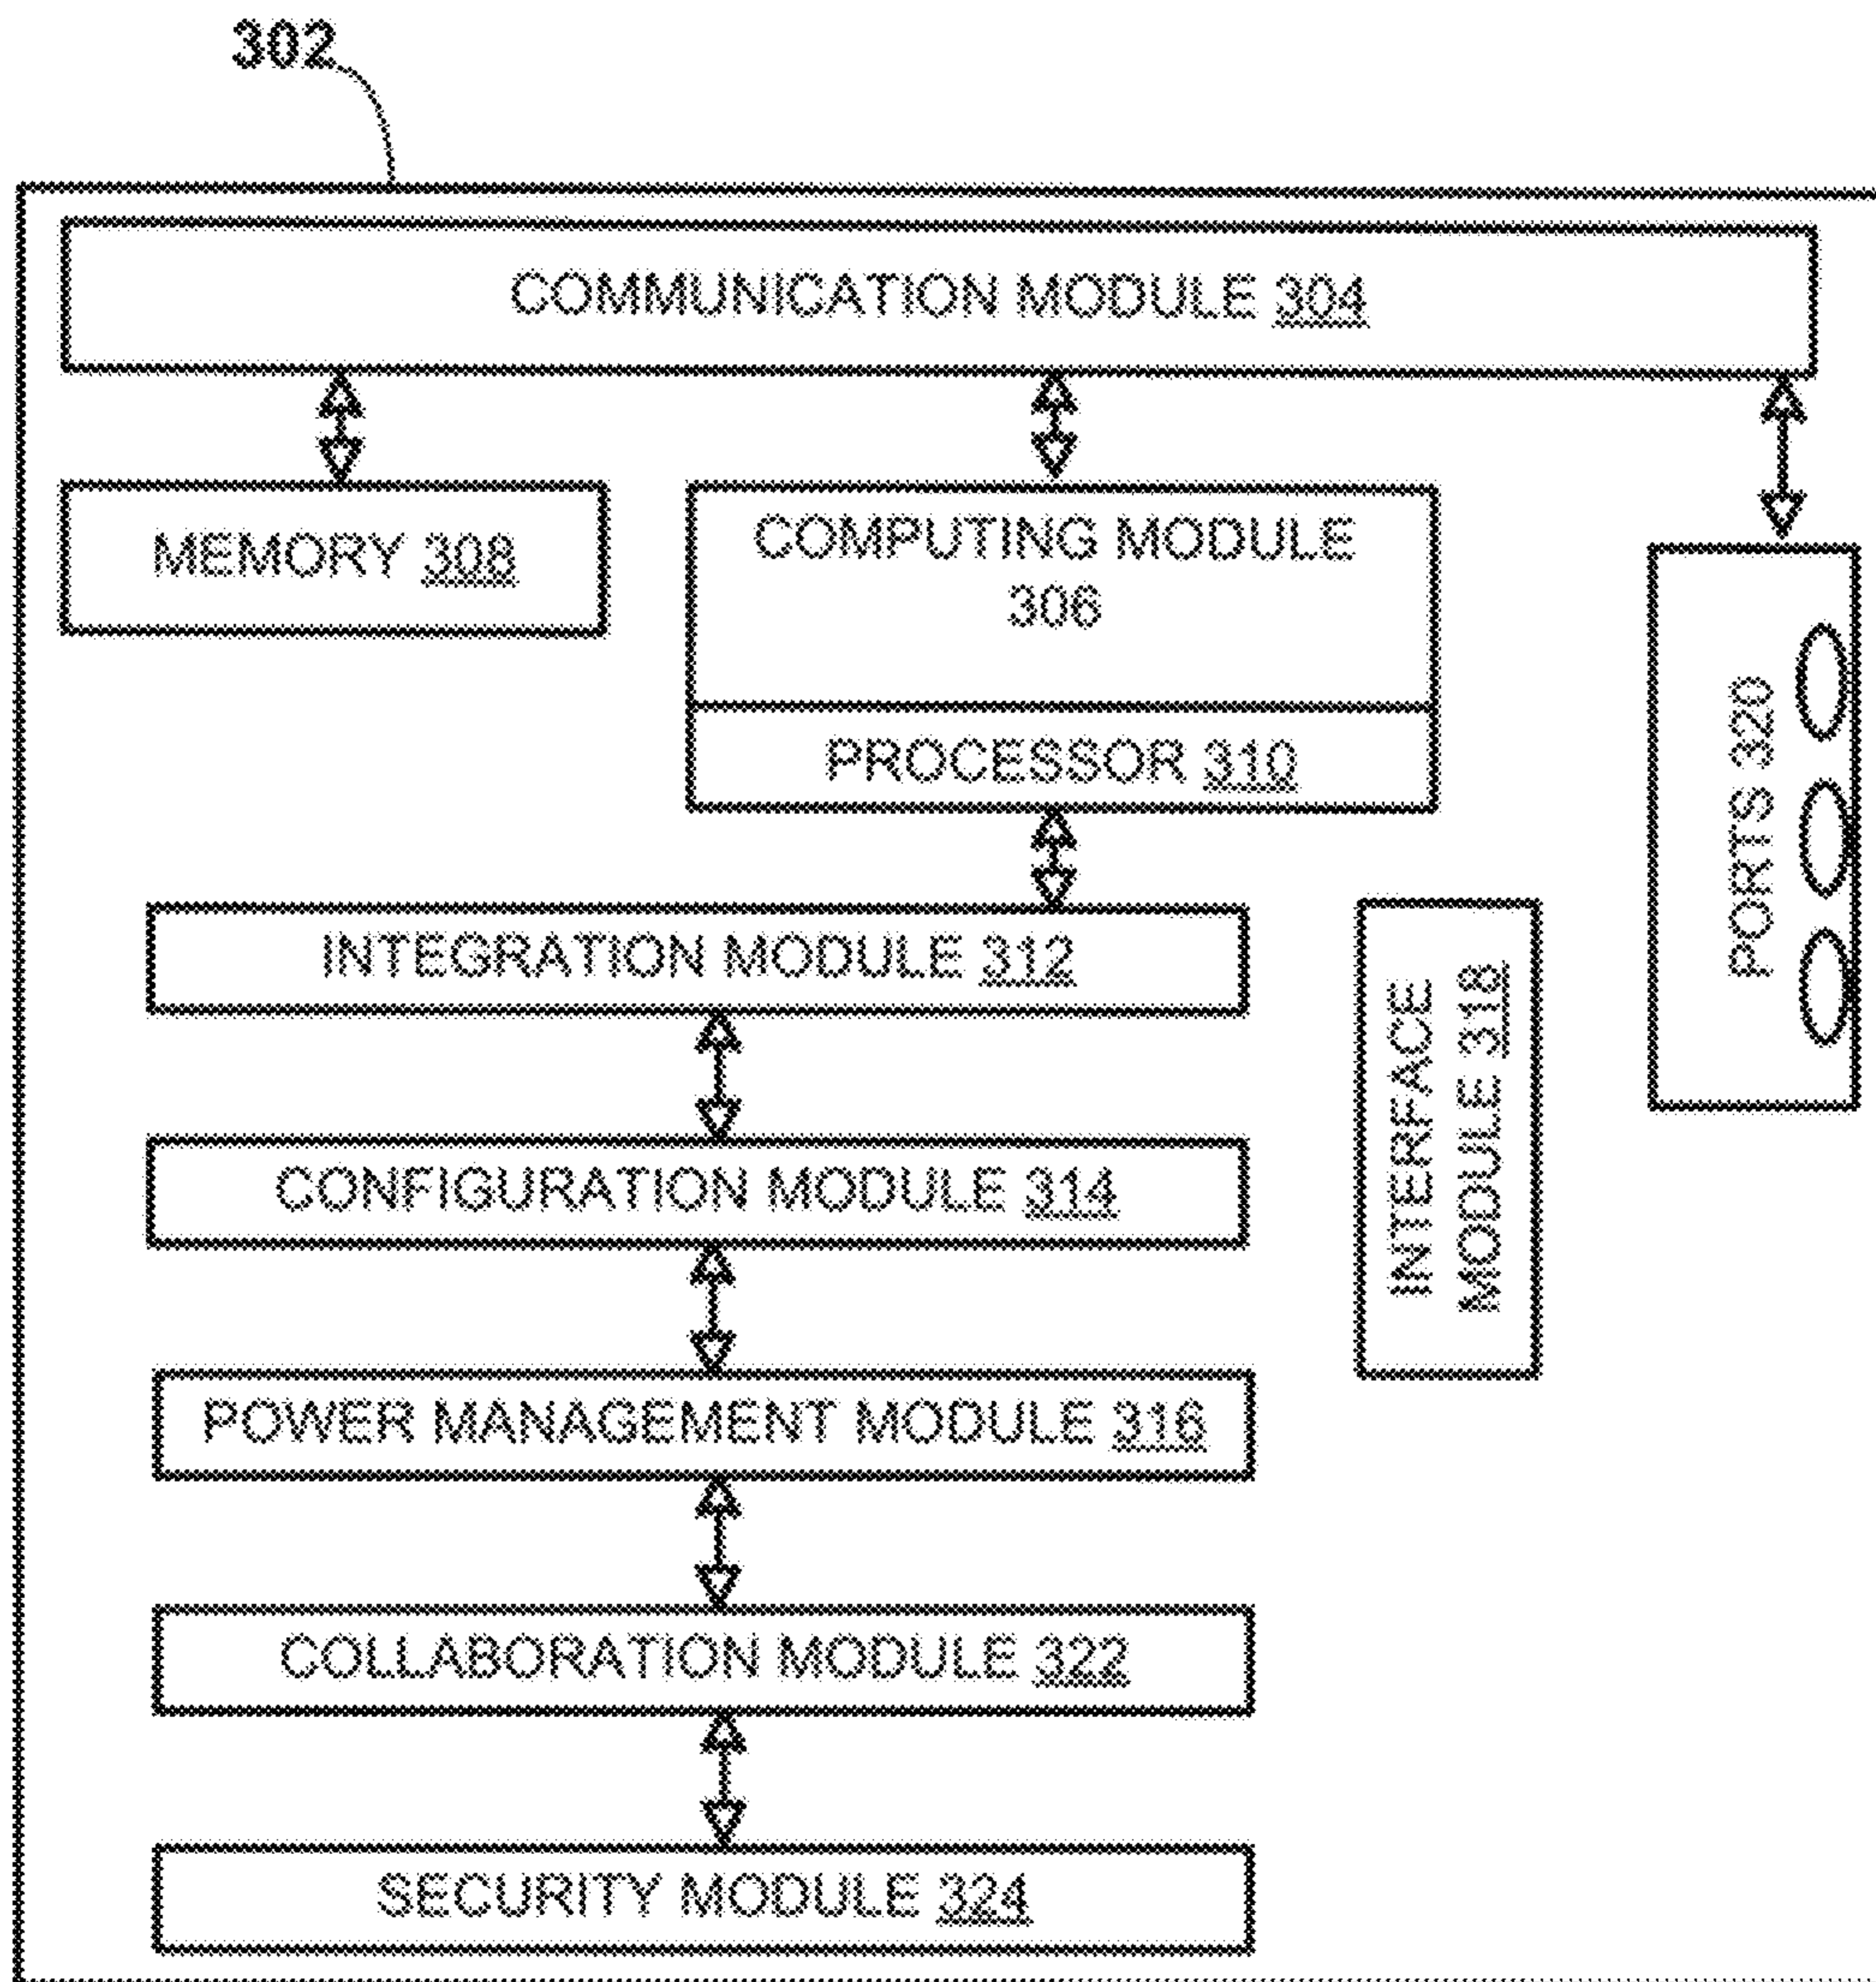 302
COMMUNICATION MODULE 304
MEMORY 308
COMPUTING MODULE
306
PROCESSOR 310
PORTS 320
INTEGRATION MODULE 312
INTERFACE
MODULE 318
CONFIGURATION MODULE 314
POWER MANAGEMENT MODULE 316
COLLABORATION MODULE 322
SECURITY MODULE 324